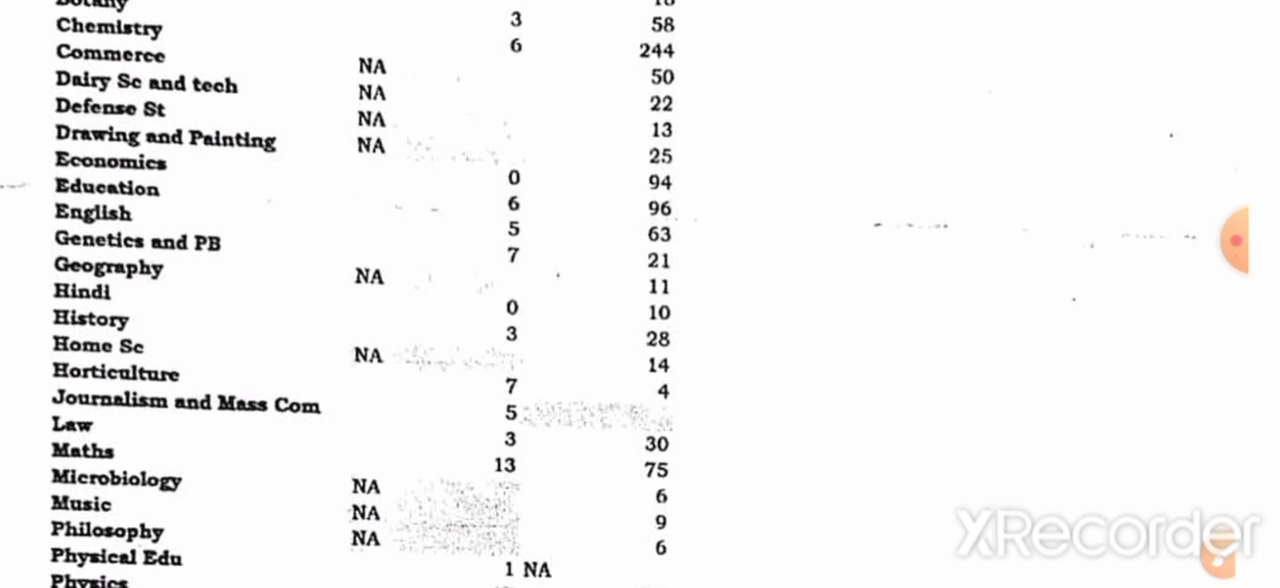 Botany 3 58
Chemistry 6 244
Commerce NA 50
Dairy Sc and tech NA 22
Defense St NA 13
Drawing and Painting NA 25
Economics 0 94
Education 6 96
English 5 63
Genetics and PB 7 21
Geography NA 11
Hindi 0 10
History 3 28
Home Sc NA 14
Horticulture 7 4
Journalism and Mass Com 5
Law 3 30
Maths 13 75
Microbiology NA 6
Music NA 9
Philosophy NA 6
Physical Edu 1 NA
Physics
XRecorder